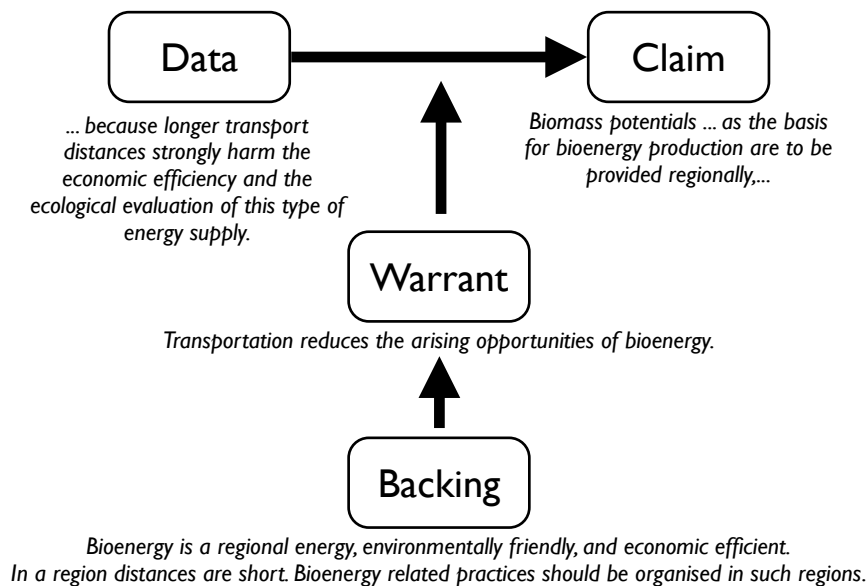 Data
Claim
... because longer transport
distances strongly harm the
economic efficiency and the
ecological evaluation of this type of
energy supply.
Biomass potentials ... as the basis
for bioenergy production are to be
provided regionally,...
Warrant
Transportation reduces the arising opportunities of bioenergy.
Backing
Bioenergy is a regional energy, environmentally friendly, and economic efficient.
In a region distances are short. Bioenergy related practices should be organised in such regions.